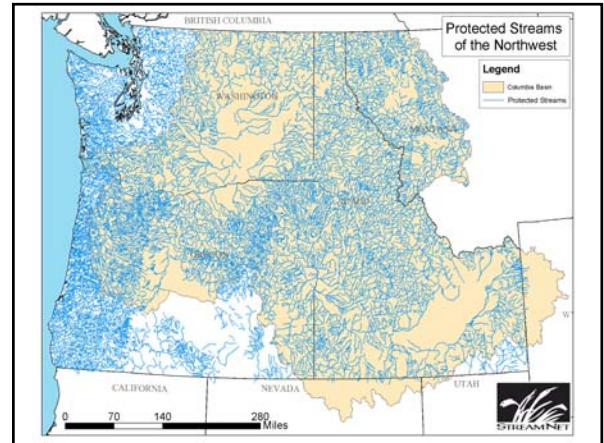 BRITISH COLUMBIA
Protected Streams
of the Northwest
Legend
Columbia Basin
Protected Streams
WASHINGTON
MONTANA
IDAHO
OREGON
W
CALIFORNIA
NEVADA
UTAH
0 70 140 280
Miles
STREAMNET